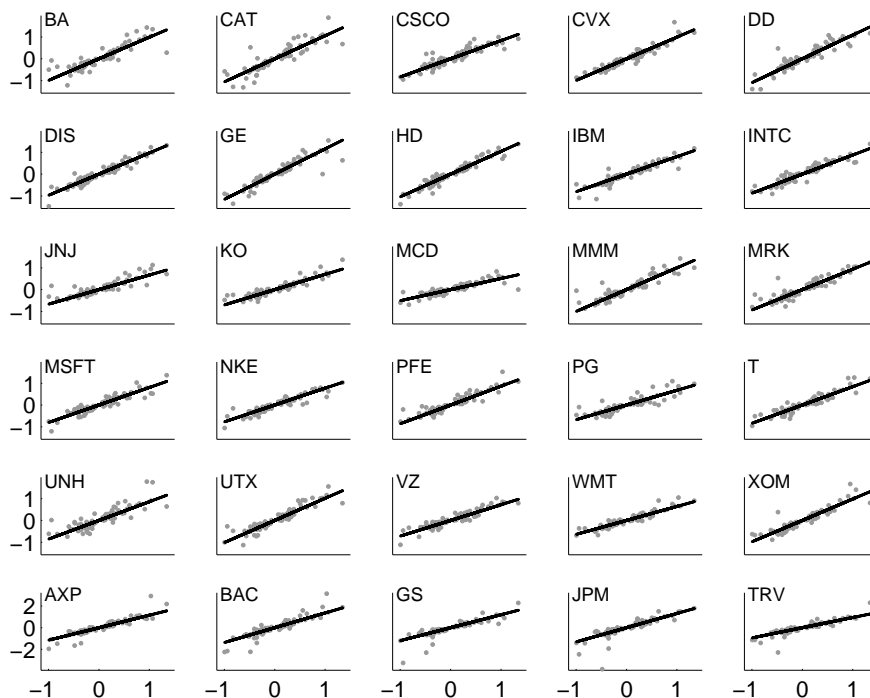 BA CAT CSCO CVX DD
1
0
−1
DIS GE HD IBM INTC
1
0
−1
JNJ KO MCD MMM MRK
1
0
−1
MSFT NKE PFE PG T
1
0
−1
UNH UTX VZ WMT XOM
1
0
−1
AXP BAC GS JPM TRV
2
0
−2
−1 0 1 −1 0 1 −1 0 1 −1 0 1 −1 0 1